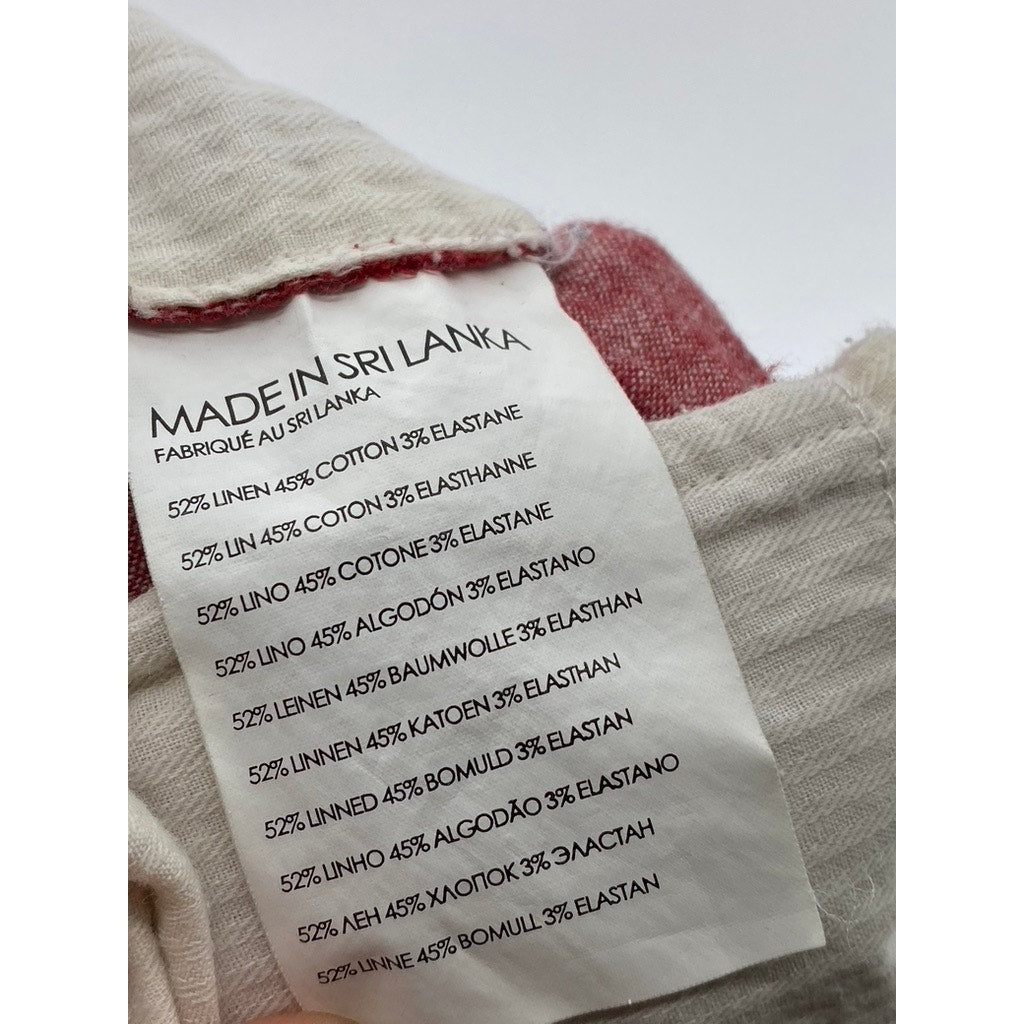 MADE IN SRI LANKA
FABRIQUÉ AU SRI LANKA
52% LINEN 45% COTTON 3% ELASTANE
52% LIN 45% COTON 3% ELASTHANNE
52% LINO 45% COTONE 3% ELASTANE
52% LINO 45% ALGODÓN 3% ELASTANO
52% LEINEN 45% BAUMWOLLE 3% ELASTHAN
52% LINNEN 45% KATOEN 3% ELASTHAN
52% LINNED 45% BOMULD 3% ELASTAN
52% LINHO 45% ALGODÃO 3% ELASTANO
52% ЛЕН 45% ХЛОПОК 3% ЭЛАСТАН
52% LINNE 45% BOMULL 3% ELASTAN